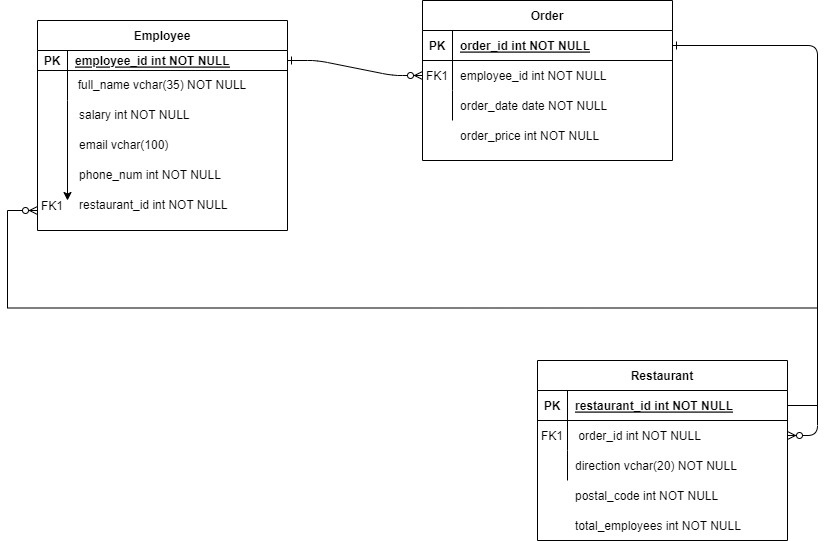 Employee
PK employee_id int NOT NULL
full_name vchar(35) NOT NULL
salary int NOT NULL
email vchar(100)
phone_num int NOT NULL
FK1 restaurant_id int NOT NULL
Order
PK order_id int NOT NULL
FK1 employee_id int NOT NULL
order_date date NOT NULL
order_price int NOT NULL
Restaurant
PK restaurant_id int NOT NULL
FK1 order_id int NOT NULL
direction vchar(20) NOT NULL
postal_code int NOT NULL
total_employees int NOT NULL